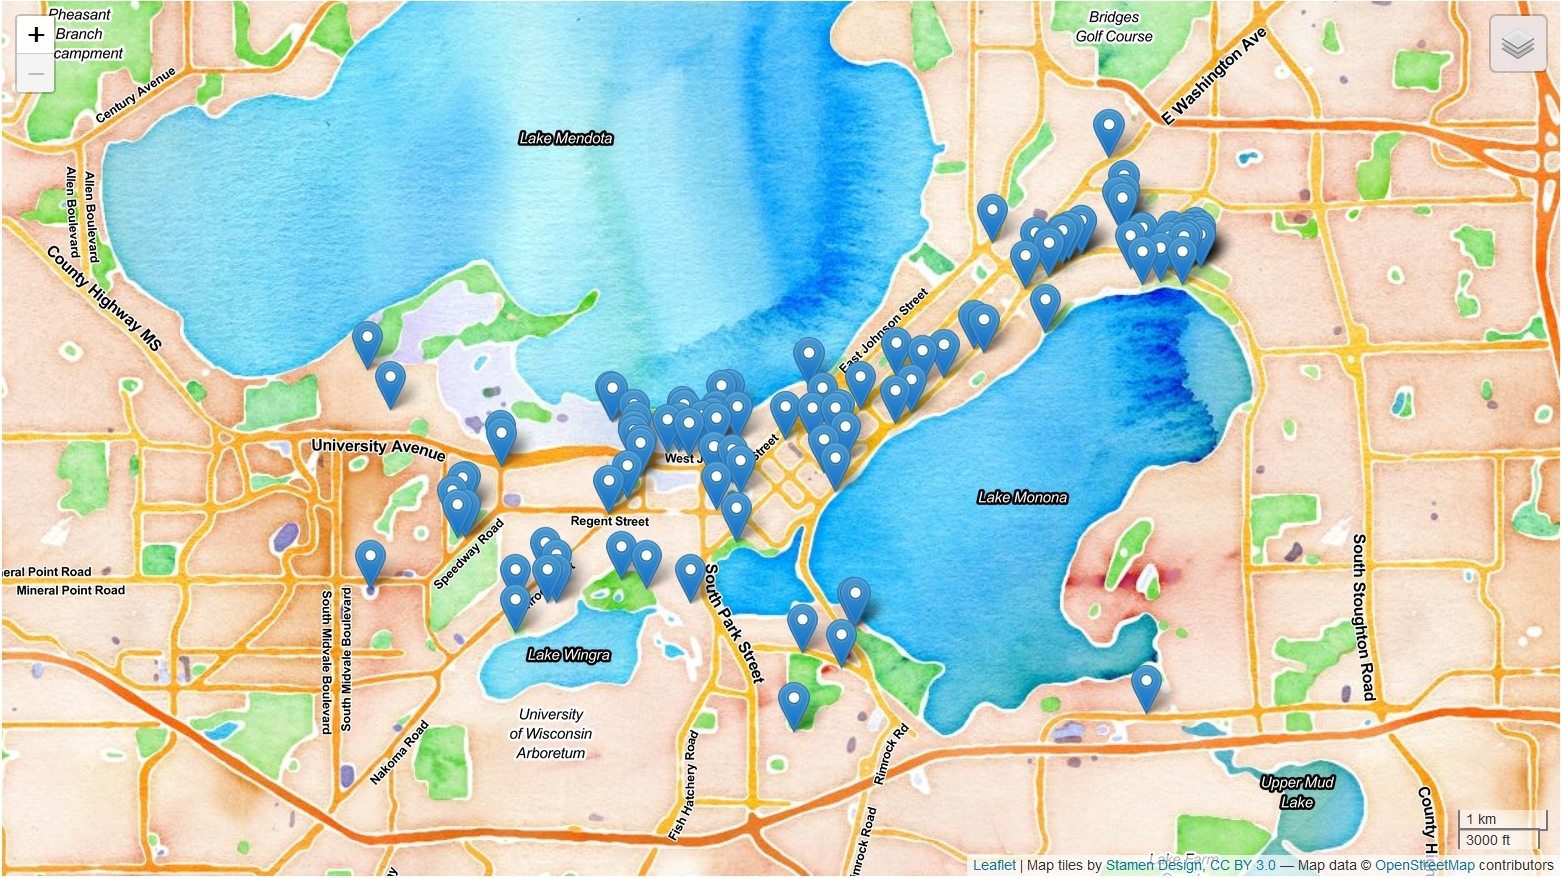 Pheasant
Branch
campment
+
−
Bridges
Golf Course
E Washington Ave
Century Avenue
Lake Mendota
Allen Boulevard
Allen Boulevard
County Highway MS
East Johnson Street
University Avenue
West J
Street
Lake Monona
Regent Street
Speedway Road
eral Point Road
Mineral Point Road
South Midvale Boulevard
South Midvale Boulevard
South Park Street
South Stoughton Road
Lake Wingra
University
of Wisconsin
Arboretum
Nakoma Road
Fish Hatchery Road
Rimrock Rd
Upper Mud
Lake
mrock Road
County Hi
1 km
3000 ft
Lake Farm
Leaflet | Map tiles by Stamen Design, CC BY 3.0 — Map data © OpenStreetMap contributors